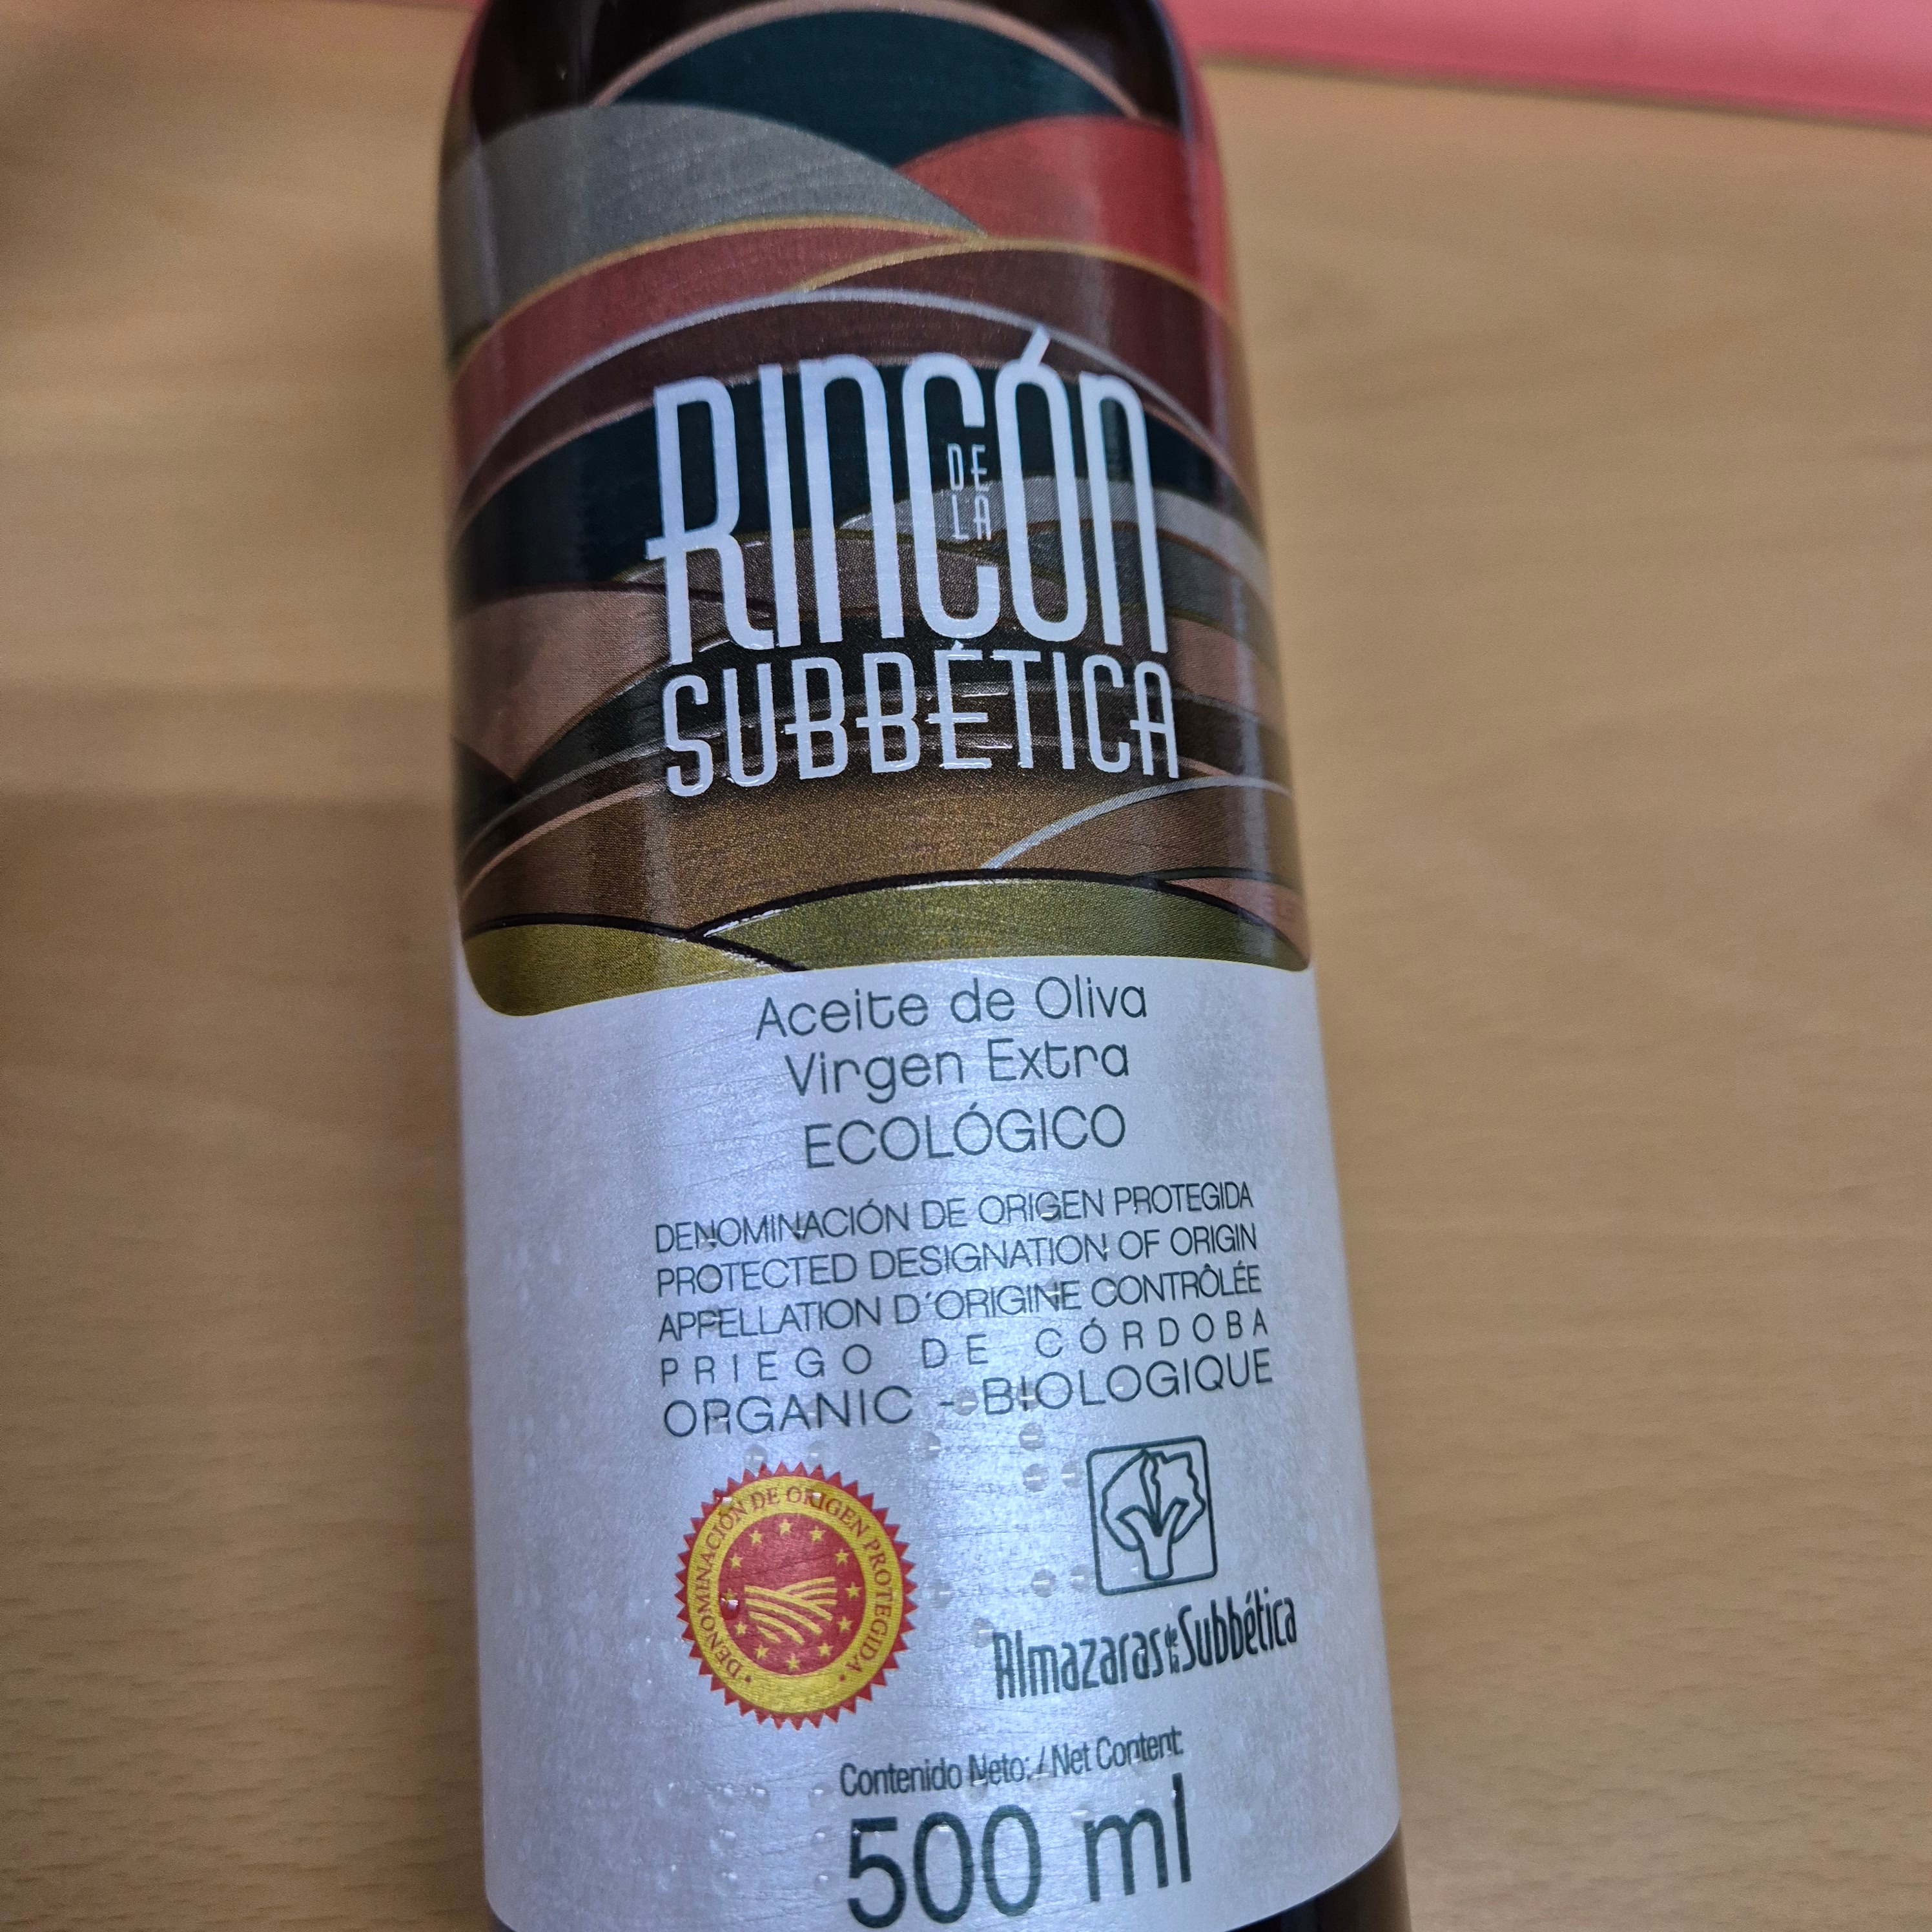 RINCÓN
DE
LA
SUBBÉTICA
Aceite de Oliva
Virgen Extra
ECOLÓGICO
DENOMINACIÓN DE ORIGEN PROTEGIDA
PROTECTED DESIGNATION OF ORIGIN
APPELLATION D´ORIGINE CONTRÔLÉE
PRIEGO DE CÓRDOBA
ORGANIC - BIOLOGIQUE
DENOMINACIÓN DE ORIGEN PROTEGIDA
Almazaras de la Subbética
Contenido Neto: / Net Content:
500 ml